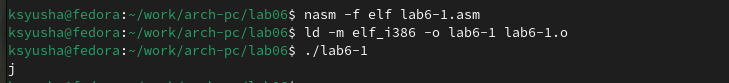 ksyusha@fedora:~/work/arch-pc/lab06$ nasm -f elf lab6-1.asm
ksyusha@fedora:~/work/arch-pc/lab06$ ld -m elf_i386 -o lab6-1 lab6-1.o
ksyusha@fedora:~/work/arch-pc/lab06$ ./lab6-1
j